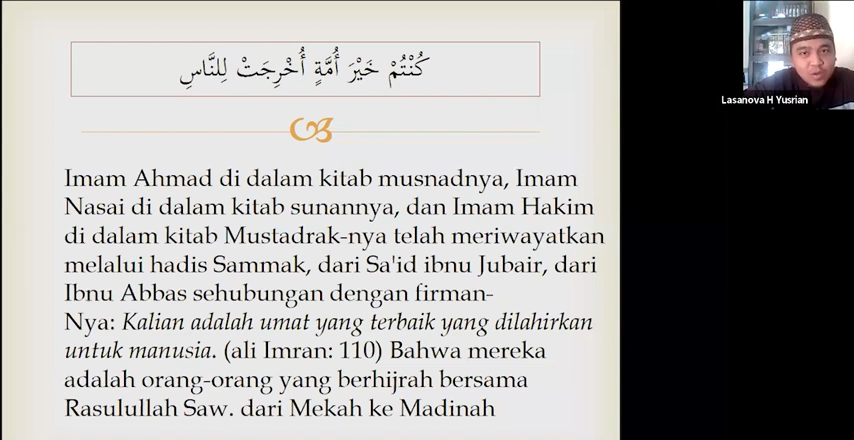 كُنْتُمْ خَيْرَ أُمَّةٍ أُخْرِجَتْ لِلنَّاسِ
Lasanova H Yusrian
Imam Ahmad di dalam kitab musnadnya, Imam
Nasai di dalam kitab sunannya, dan Imam Hakim
di dalam kitab Mustadrak-nya telah meriwayatkan
melalui hadis Sammak, dari Sa'id ibnu Jubair, dari
Ibnu Abbas sehubungan dengan firman-
Nya: Kalian adalah umat yang terbaik yang dilahirkan
untuk manusia. (ali Imran: 110) Bahwa mereka
adalah orang-orang yang berhijrah bersama
Rasulullah Saw. dari Mekah ke Madinah